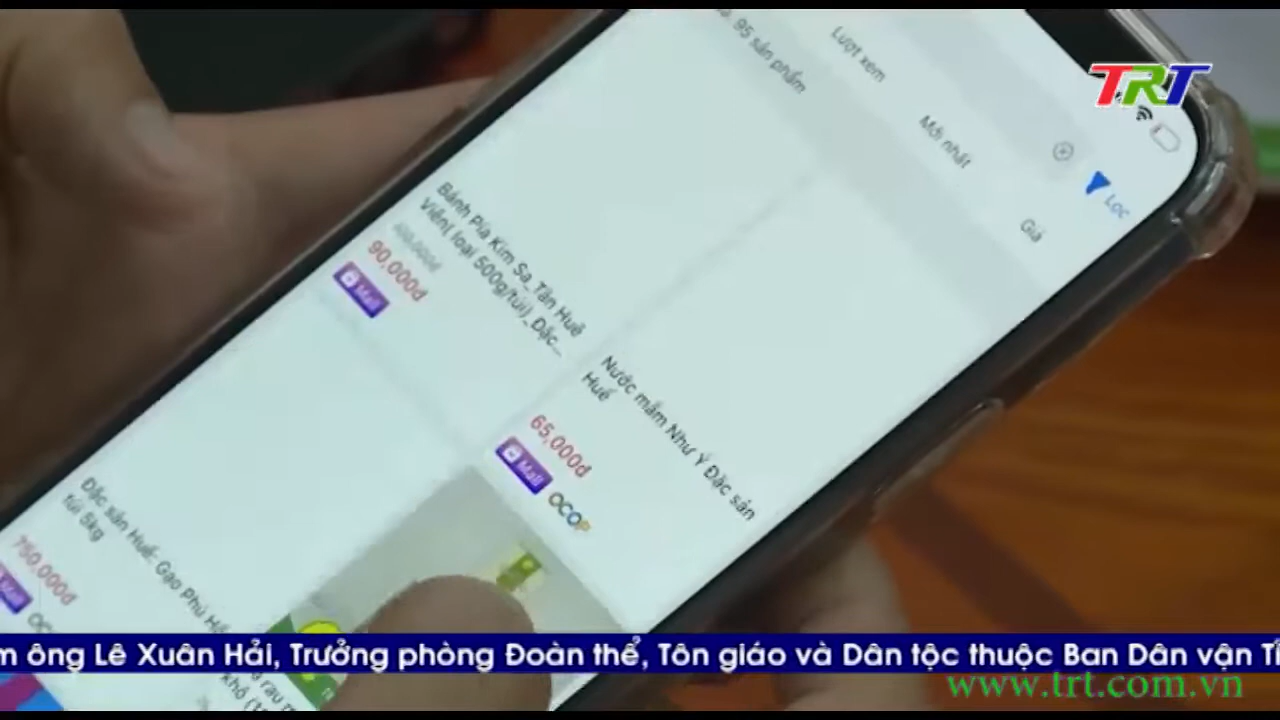 TRT
95 sản phẩm
Lượt xem
Mới nhất
Giá
Lọc
Bánh Pía Kim Sa_Tân Huê
Viên( loại 500g/túi)_Đặc...
90,000đ
Mall
Nước mắm Như Ý Đặc sản
Huế
65,000đ
Mall OCOP
Đặc sản Huế: Gạo Phú
túi 5kg
750,000đ
ông Lê Xuân Hải, Trưởng phòng Đoàn thể, Tôn giáo và Dân tộc thuộc Ban Dân vận
www.trt.com.vn